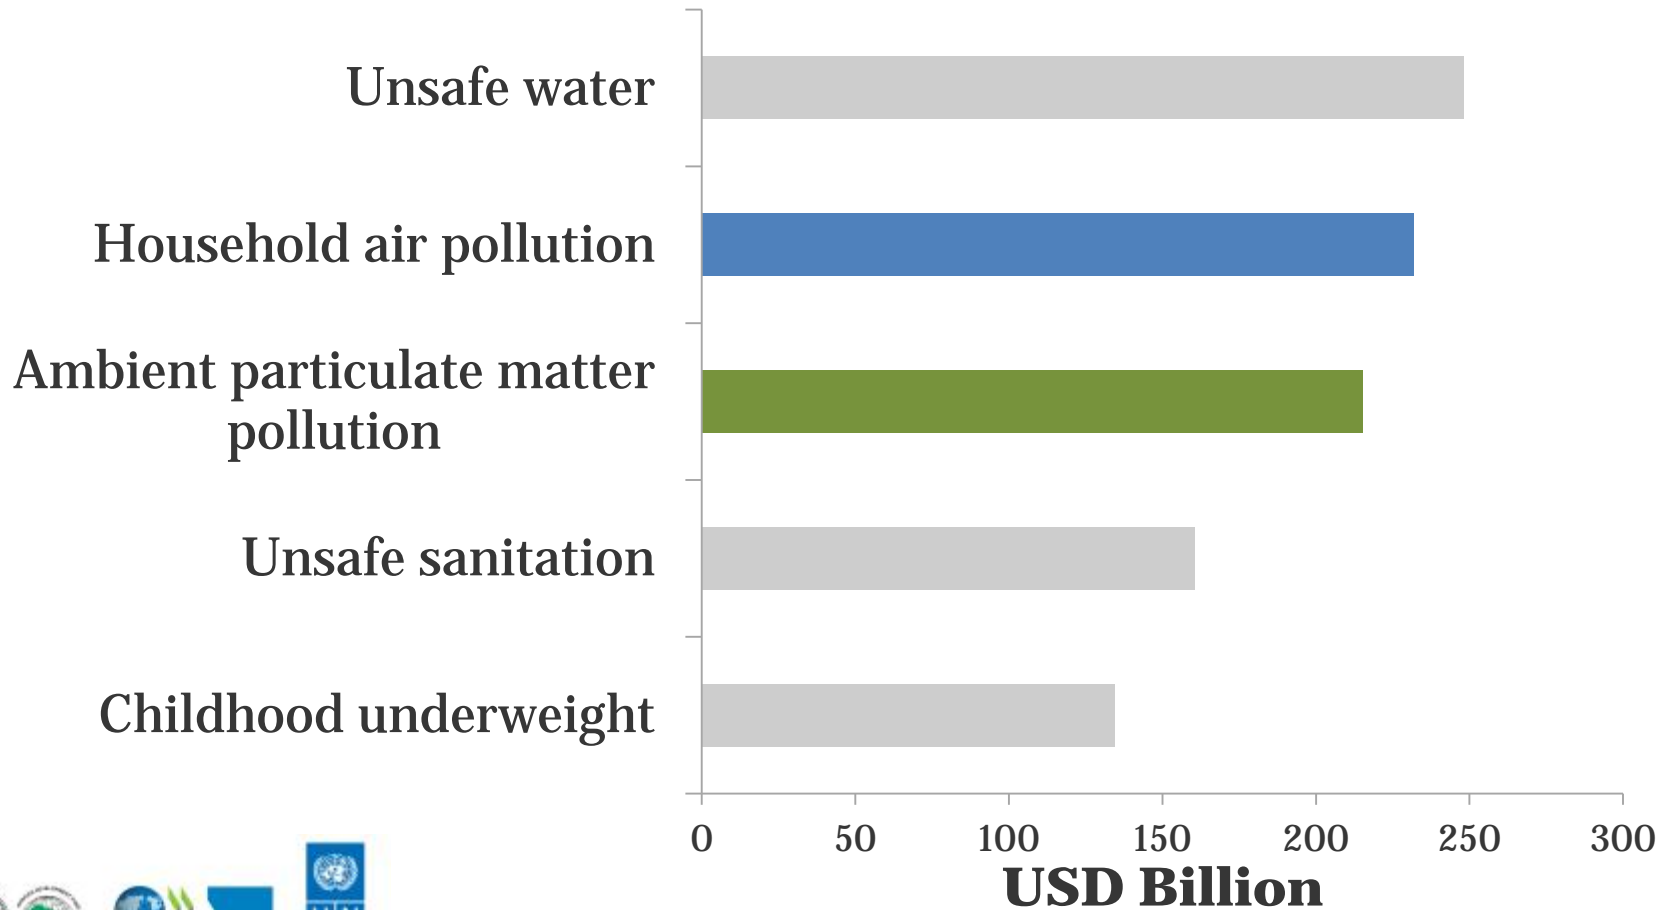 Unsafe water
Household air pollution
Ambient particulate matter
pollution
Unsafe sanitation
Childhood underweight
0 50 100 150 200 250 300
USD Billion